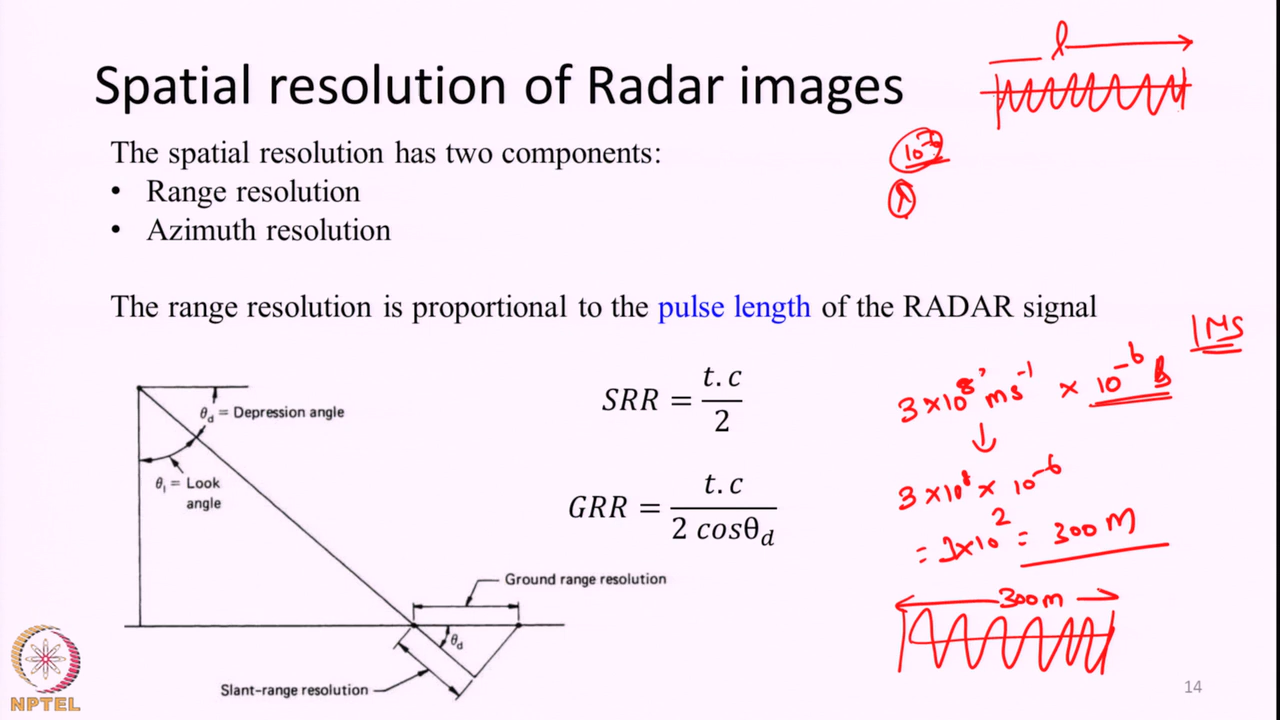 l
Spatial resolution of Radar images
The spatial resolution has two components:
• Range resolution
• Azimuth resolution
The range resolution is proportional to the pulse length of the RADAR signal
1 MS
SRR = t.c / 2
GRR = t.c / 2 cosθd
3×10⁸ ms⁻¹ × 10⁻⁶ s
↓
3×10⁸ × 10⁻⁶
= 3×10² = 300 m
300m
θd = Depression angle
θl = Look
angle
Ground range resolution
θd
Slant-range resolution
NPTEL
14